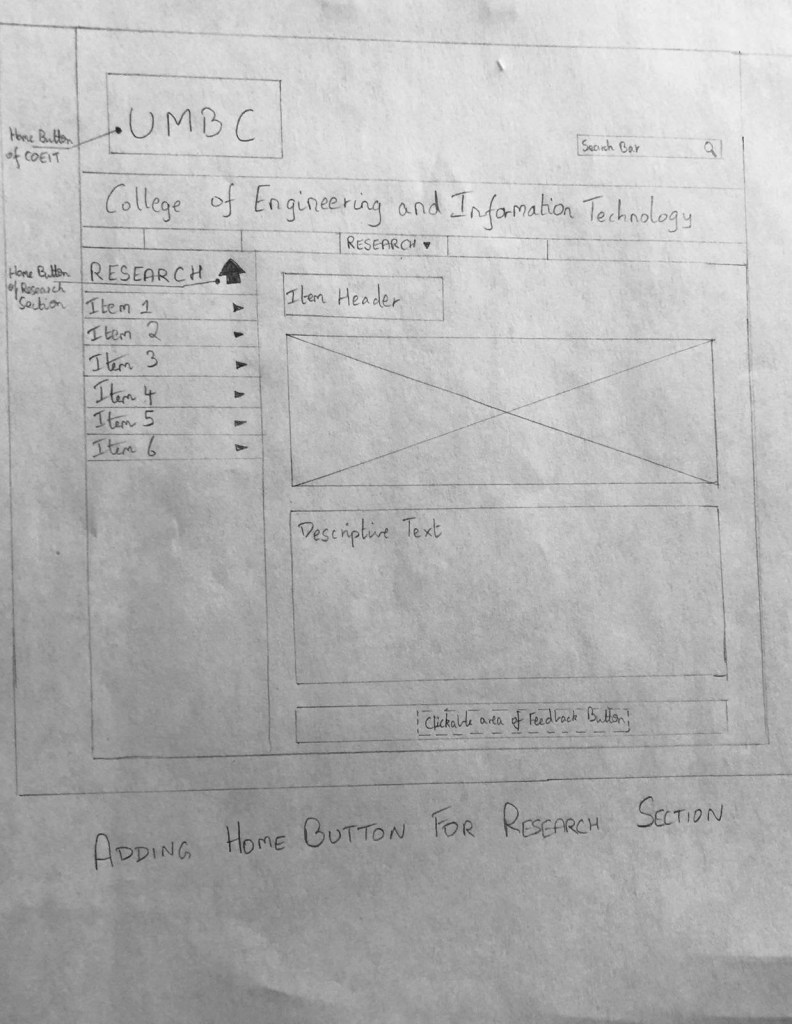 UMBC
Home Button
of COEIT
Search Bar
College of Engineering and Information Technology
RESEARCH
Home Button
of Research
Section
RESEARCH
Item 1
Item 2
Item 3
Item 4
Item 5
Item 6
Item Header
Descriptive Text
Clickable area of Feedback Button
ADDING HOME BUTTON FOR RESEARCH SECTION